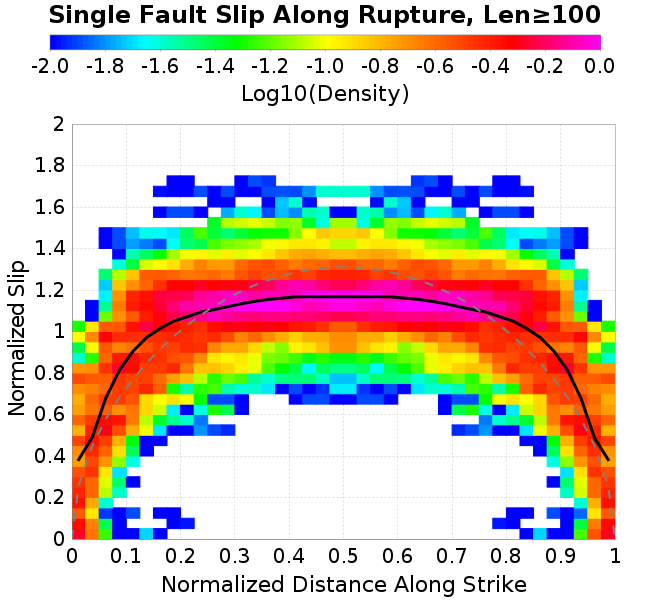 Single Fault Slip Along Rupture, Len≥100
-2.0 -1.8 -1.6 -1.4 -1.2 -1.0 -0.8 -0.6 -0.4 -0.2 0.0
Log10(Density)
2
1.8
1.6
1.4
1.2
1
0.8
0.6
0.4
0.2
0
Normalized Slip
0 0.1 0.2 0.3 0.4 0.5 0.6 0.7 0.8 0.9 1
Normalized Distance Along Strike